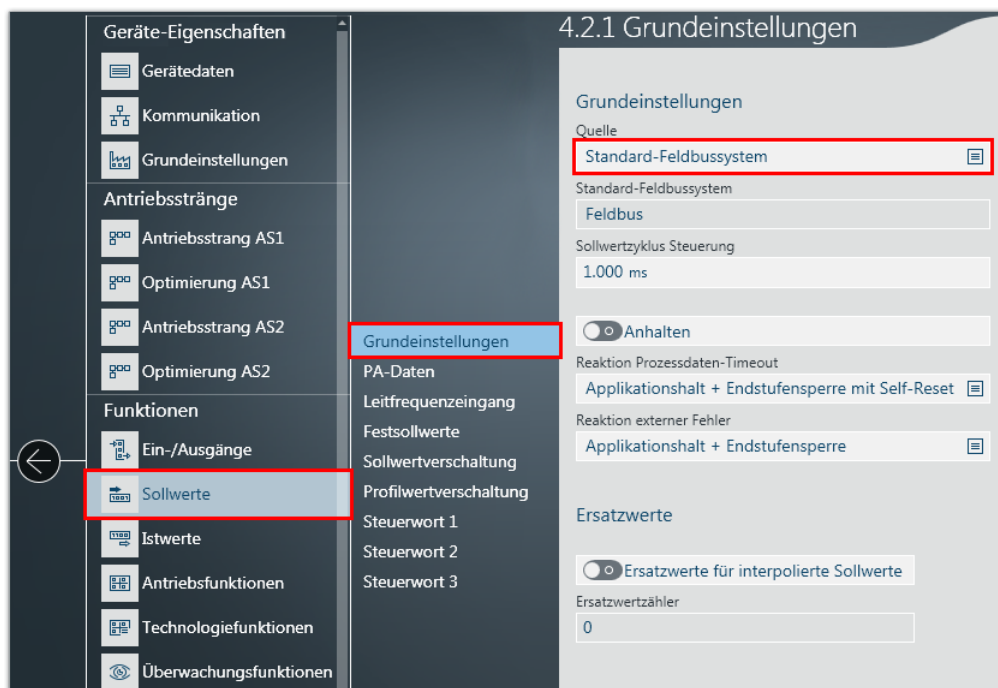 Geräte-Eigenschaften
Gerätedaten
Kommunikation
Grundeinstellungen
Antriebsstränge
Antriebsstrang AS1
Optimierung AS1
Antriebsstrang AS2
Optimierung AS2
Funktionen
Ein-/Ausgänge
Sollwerte
Istwerte
Antriebsfunktionen
Technologiefunktionen
Überwachungsfunktionen
Grundeinstellungen
PA-Daten
Leitfrequenzeingang
Festsollwerte
Sollwertverschaltung
Profilwertverschaltung
Steuerwort 1
Steuerwort 2
Steuerwort 3
4.2.1 Grundeinstellungen
Grundeinstellungen
Quelle
Standard-Feldbussystem
Standard-Feldbussystem
Feldbus
Sollwertzyklus Steuerung
1.000 ms
Anhalten
Reaktion Prozessdaten-Timeout
Applikationshalt + Endstufensperre mit Self-Reset
Reaktion externer Fehler
Applikationshalt + Endstufensperre
Ersatzwerte
Ersatzwerte für interpolierte Sollwerte
Ersatzwertzähler
0